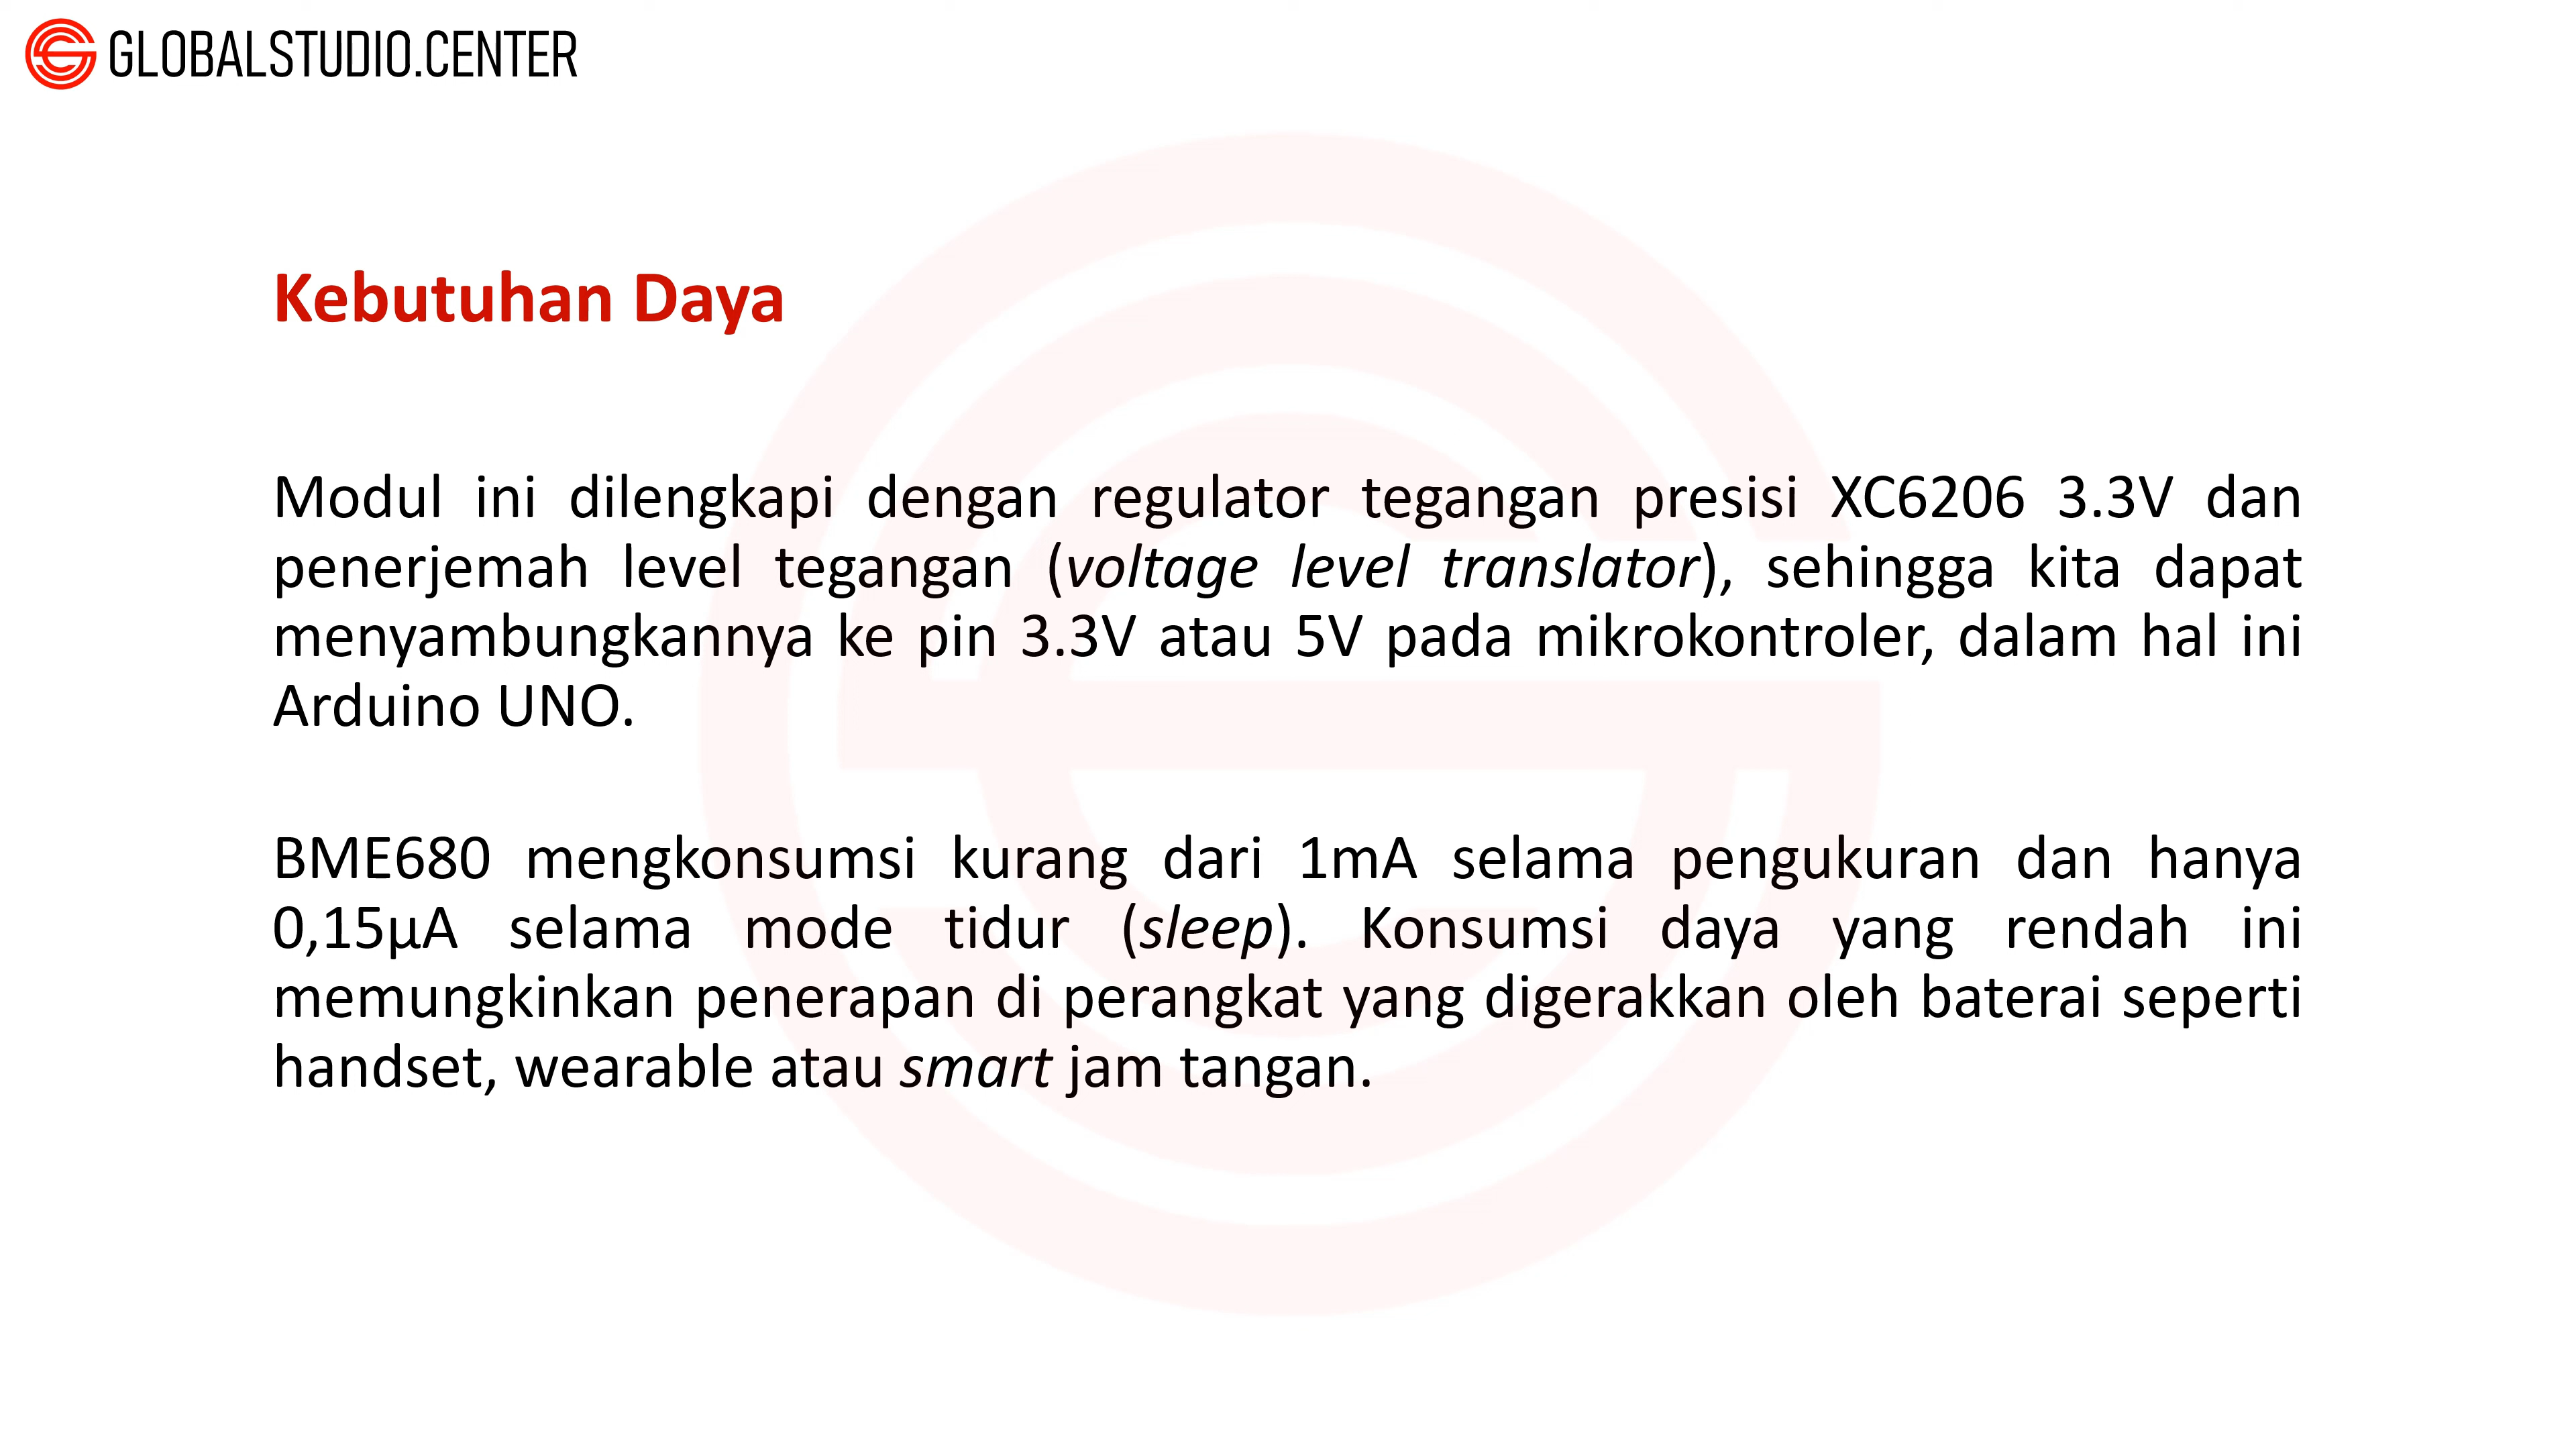 GLOBALSTUDIO.CENTER
Kebutuhan Daya
Modul ini dilengkapi dengan regulator tegangan presisi XC6206 3.3V dan
penerjemah level tegangan (voltage level translator), sehingga kita dapat
menyambungkannya ke pin 3.3V atau 5V pada mikrokontroler, dalam hal ini
Arduino UNO.
BME680 mengkonsumsi kurang dari 1mA selama pengukuran dan hanya
0,15µA selama mode tidur (sleep). Konsumsi daya yang rendah ini
memungkinkan penerapan di perangkat yang digerakkan oleh baterai seperti
handset, wearable atau smart jam tangan.